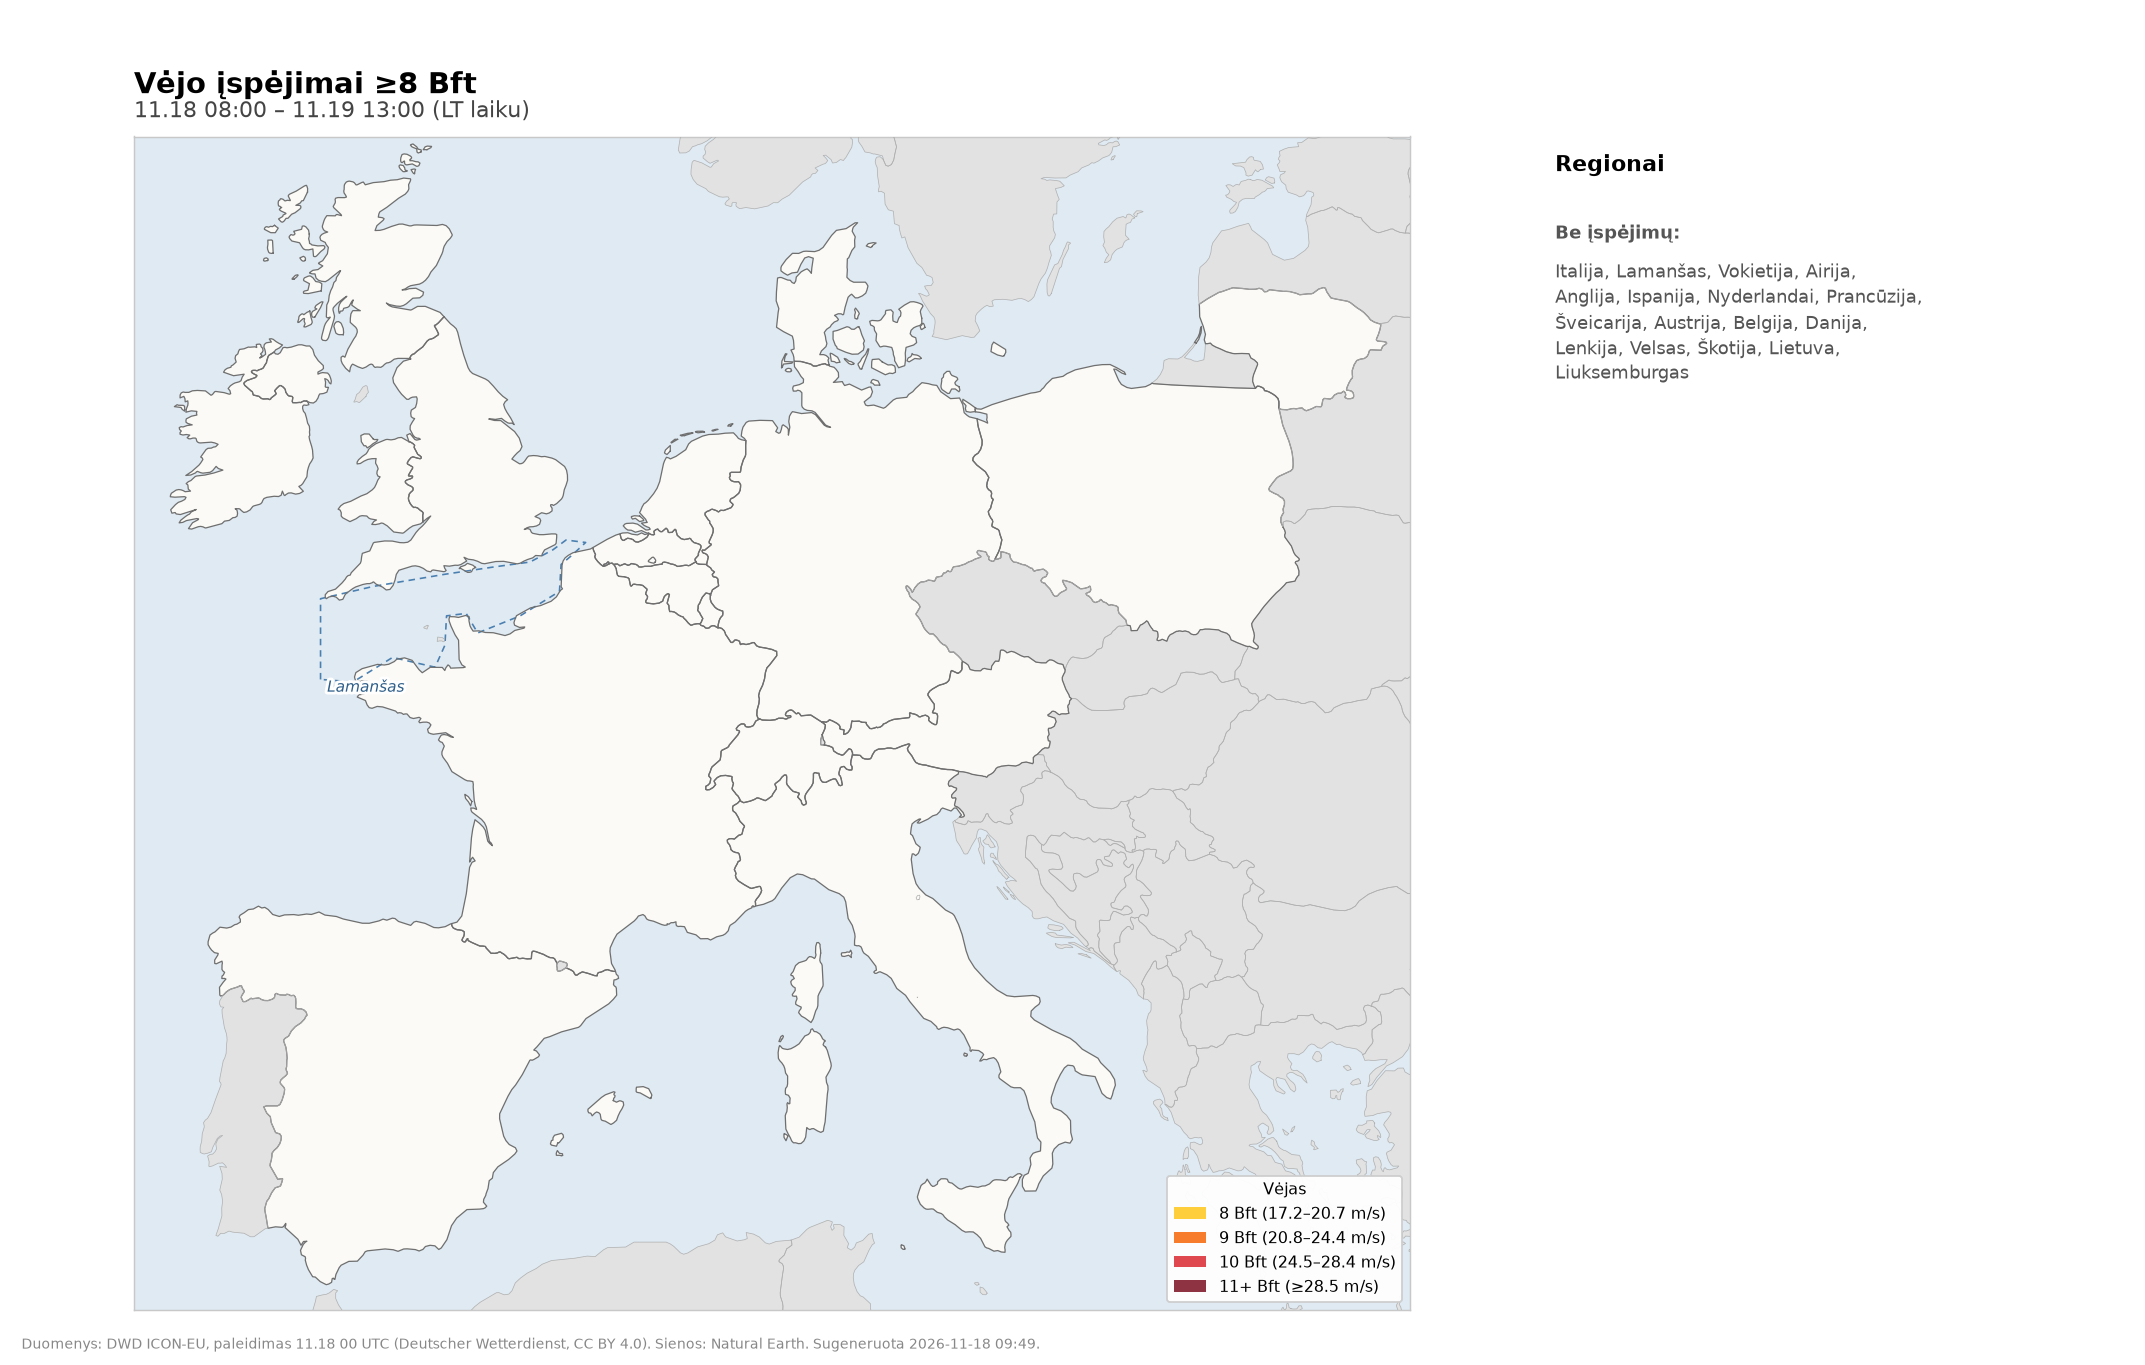 Vėjo įspėjimai ≥8 Bft
11.18 08:00 – 11.19 13:00 (LT laiku)
Lamanšas
Vėjas
8 Bft (17.2–20.7 m/s)
9 Bft (20.8–24.4 m/s)
10 Bft (24.5–28.4 m/s)
11+ Bft (≥28.5 m/s)
Regionai
Be įspėjimų:
Italija, Lamanšas, Vokietija, Airija,
Anglija, Ispanija, Nyderlandai, Prancūzija,
Šveicarija, Austrija, Belgija, Danija,
Lenkija, Velsas, Škotija, Lietuva,
Liuksemburgas
Duomenys: DWD ICON-EU, paleidimas 11.18 00 UTC (Deutscher Wetterdienst, CC BY 4.0). Sienos: Natural Earth. Sugeneruota 2026-11-18 09:49.